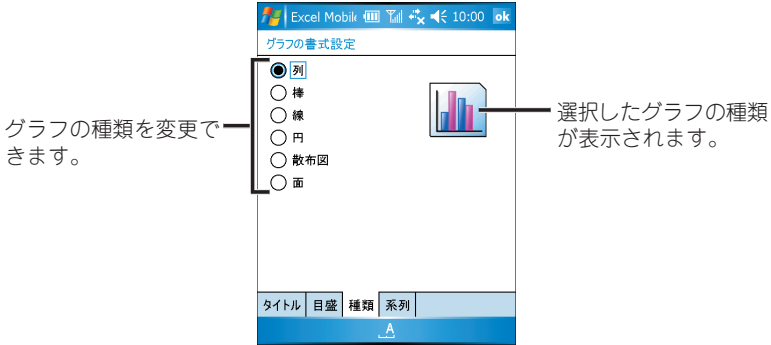 Excel Mobile 10:00 ok
グラフの書式設定
列
棒
線
円
散布図
面
グラフの種類を変更で
きます。
選択したグラフの種類
が表示されます。
タイトル 目盛 種類 系列
A